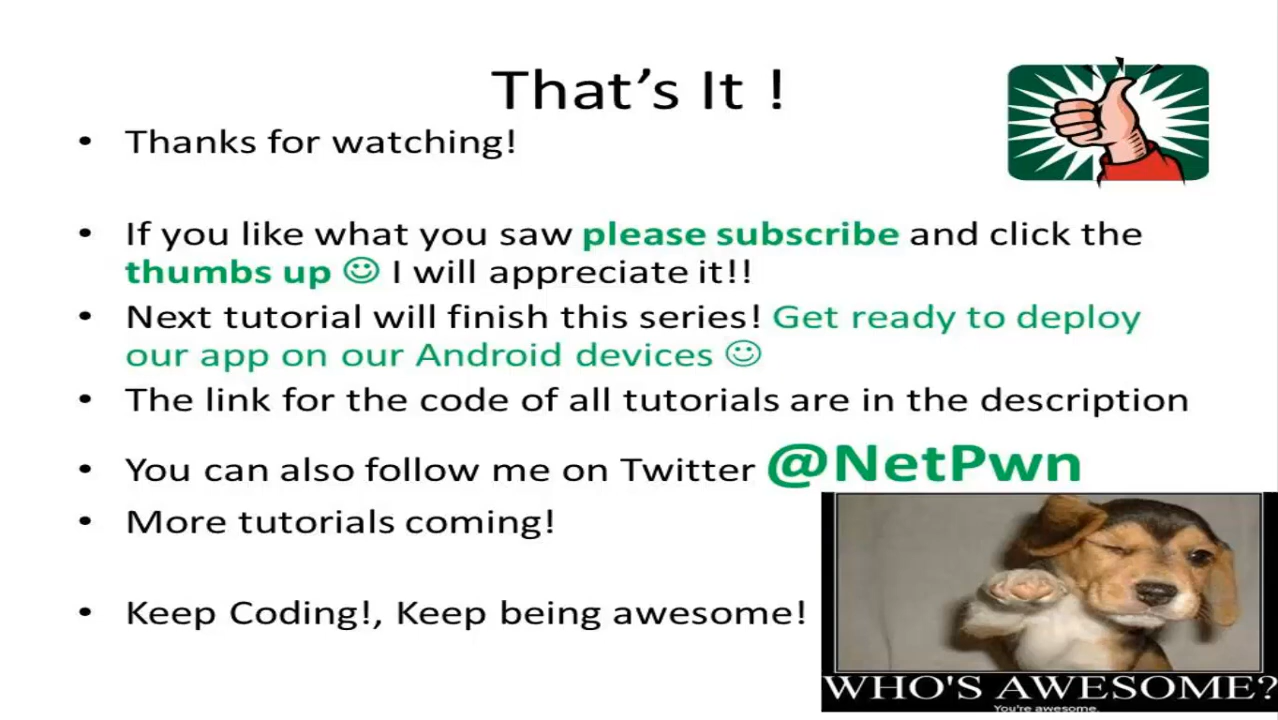 That's It !
• Thanks for watching!
• If you like what you saw please subscribe and click the
thumbs up ☺ I will appreciate it!!
• Next tutorial will finish this series! Get ready to deploy
our app on our Android devices ☺
• The link for the code of all tutorials are in the description
• You can also follow me on Twitter @NetPwn
• More tutorials coming!
• Keep Coding!, Keep being awesome!
WHO'S AWESOME?
You're awesome.